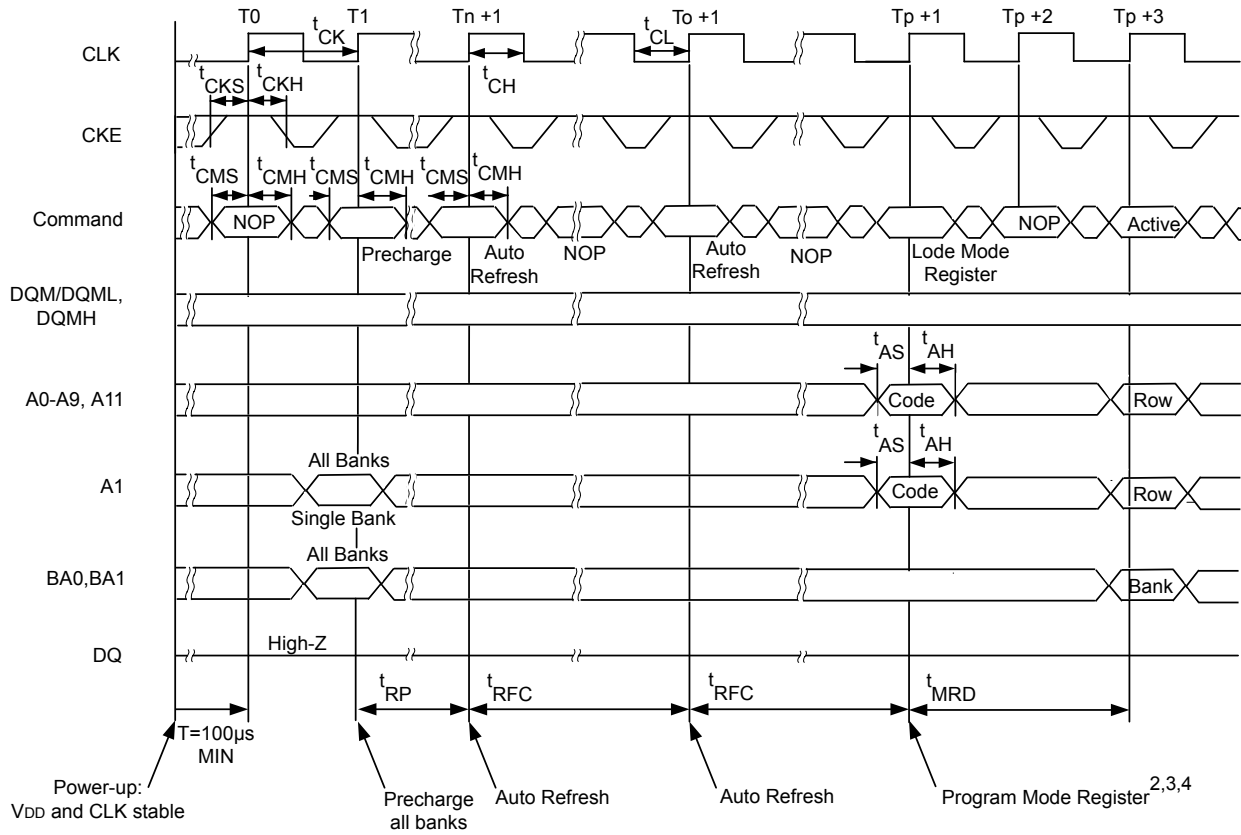 T0 T1 Tn +1 To +1 Tp +1 Tp +2 Tp +3
CLK
tCK
tCH
tCL
tCKS tCKH
CKE
tCMS tCMH tCMS tCMH tCMS tCMH
Command
NOP
Precharge
Auto
Refresh
NOP
Auto
Refresh
NOP
Lode Mode
Register
NOP
Active
DQM/DQML,
DQMH
tAS tAH
A0-A9, A11
Code
Row
tAS tAH
All Banks
A1
Code
Row
Single Bank
All Banks
BA0,BA1
Bank
DQ
High-Z
tRP tRFC tRFC tMRD
T=100µs
MIN
Power-up:
VDD and CLK stable
Precharge
all banks
Auto Refresh
Auto Refresh
Program Mode Register2,3,4